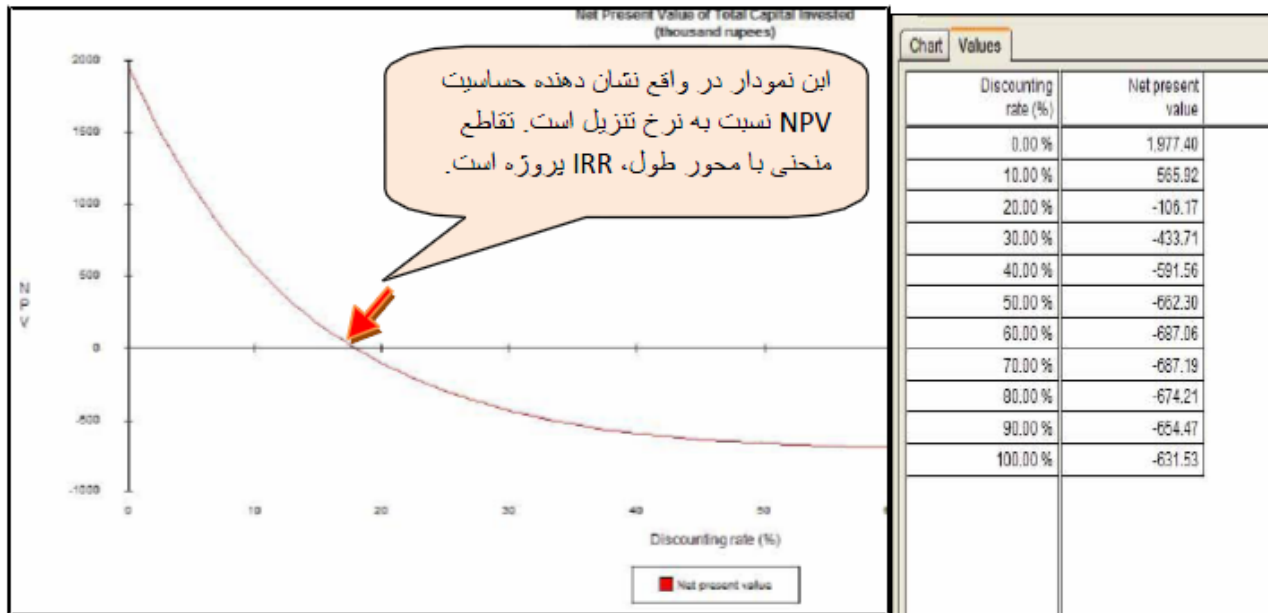 Net Present Value of Total Capital Invested
(thousand rupees)
این نمودار در واقع نشان دهنده حساسیت
NPV نسبت به نرخ تنزیل است. تقاطع
منحنی با محور طول، IRR پروژه است.
2000
1500
1000
500
0
-500
-1000
N
P
V
0 10 20 30 40 50
Discounting rate (%)
Net present value
Chart Values
Discounting rate (%) Net present value
0.00 % 1,977.40
10.00 % 565.92
20.00 % -106.17
30.00 % -433.71
40.00 % -591.56
50.00 % -662.30
60.00 % -687.06
70.00 % -687.19
80.00 % -674.21
90.00 % -654.47
100.00 % -631.53